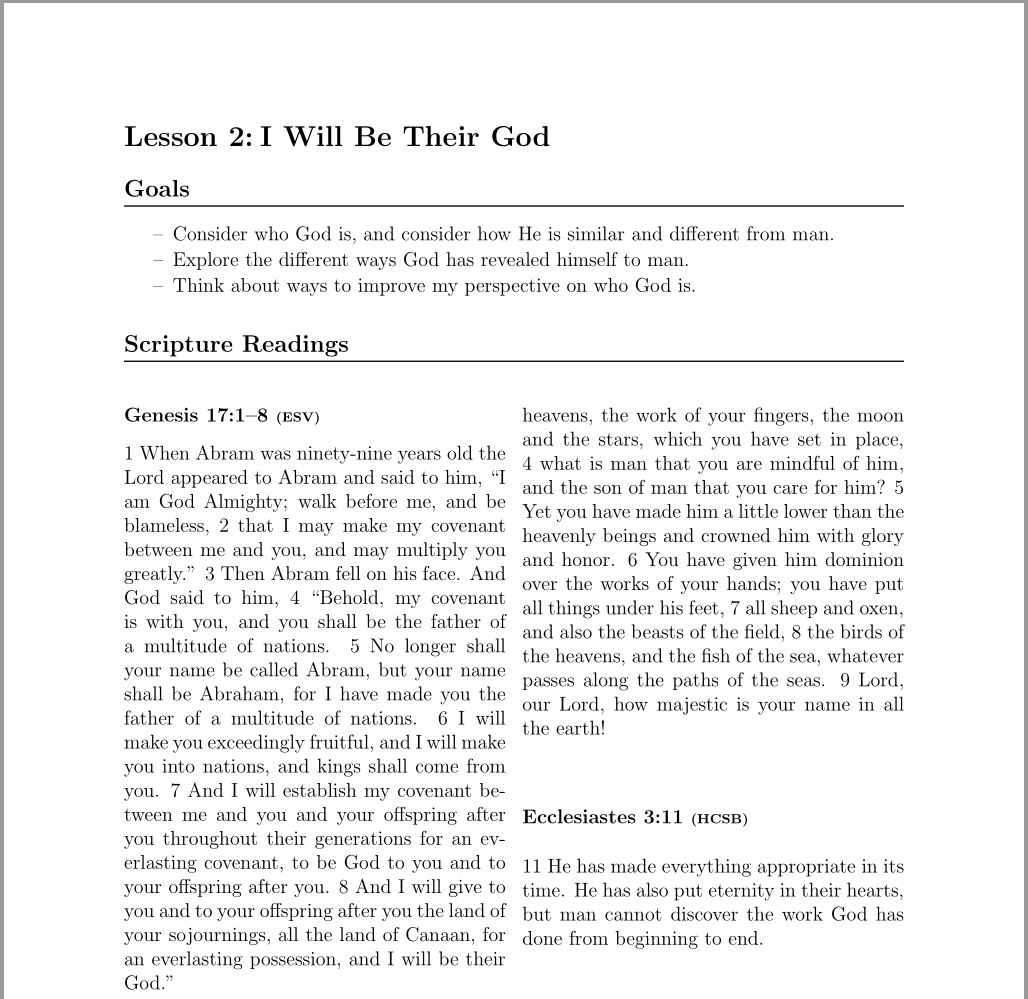 Lesson 2: I Will Be Their God
Goals
– Consider who God is, and consider how He is similar and different from man.
– Explore the different ways God has revealed himself to man.
– Think about ways to improve my perspective on who God is.
Scripture Readings
Genesis 17:1–8 (ESV)
1 When Abram was ninety-nine years old the
Lord appeared to Abram and said to him, “I
am God Almighty; walk before me, and be
blameless, 2 that I may make my covenant
between me and you, and may multiply you
greatly.” 3 Then Abram fell on his face. And
God said to him, 4 “Behold, my covenant
is with you, and you shall be the father of
a multitude of nations. 5 No longer shall
your name be called Abram, but your name
shall be Abraham, for I have made you the
father of a multitude of nations. 6 I will
make you exceedingly fruitful, and I will make
you into nations, and kings shall come from
you. 7 And I will establish my covenant be-
tween me and you and your offspring after
you throughout their generations for an ev-
erlasting covenant, to be God to you and to
your offspring after you. 8 And I will give to
you and to your offspring after you the land of
your sojournings, all the land of Canaan, for
an everlasting possession, and I will be their
God.”
heavens, the work of your fingers, the moon
and the stars, which you have set in place,
4 what is man that you are mindful of him,
and the son of man that you care for him? 5
Yet you have made him a little lower than the
heavenly beings and crowned him with glory
and honor. 6 You have given him dominion
over the works of your hands; you have put
all things under his feet, 7 all sheep and oxen,
and also the beasts of the field, 8 the birds of
the heavens, and the fish of the sea, whatever
passes along the paths of the seas. 9 Lord,
our Lord, how majestic is your name in all
the earth!
Ecclesiastes 3:11 (HCSB)
11 He has made everything appropriate in its
time. He has also put eternity in their hearts,
but man cannot discover the work God has
done from beginning to end.